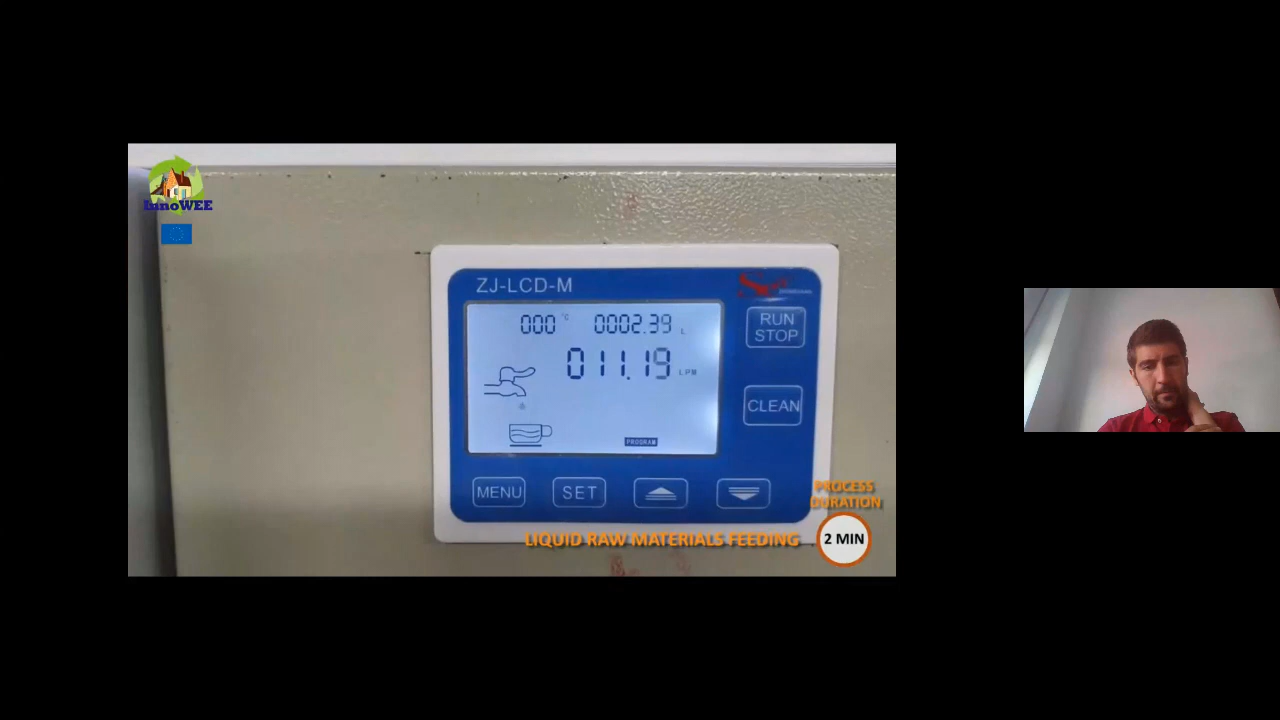 InnoWEE
ZJ-LCD-M
000 °C 0002.39 L
011.19 LPM
PROGRAM
RUN
STOP
CLEAN
MENU
SET
PROCESS
DURATION
LIQUID RAW MATERIALS FEEDING
2 MIN